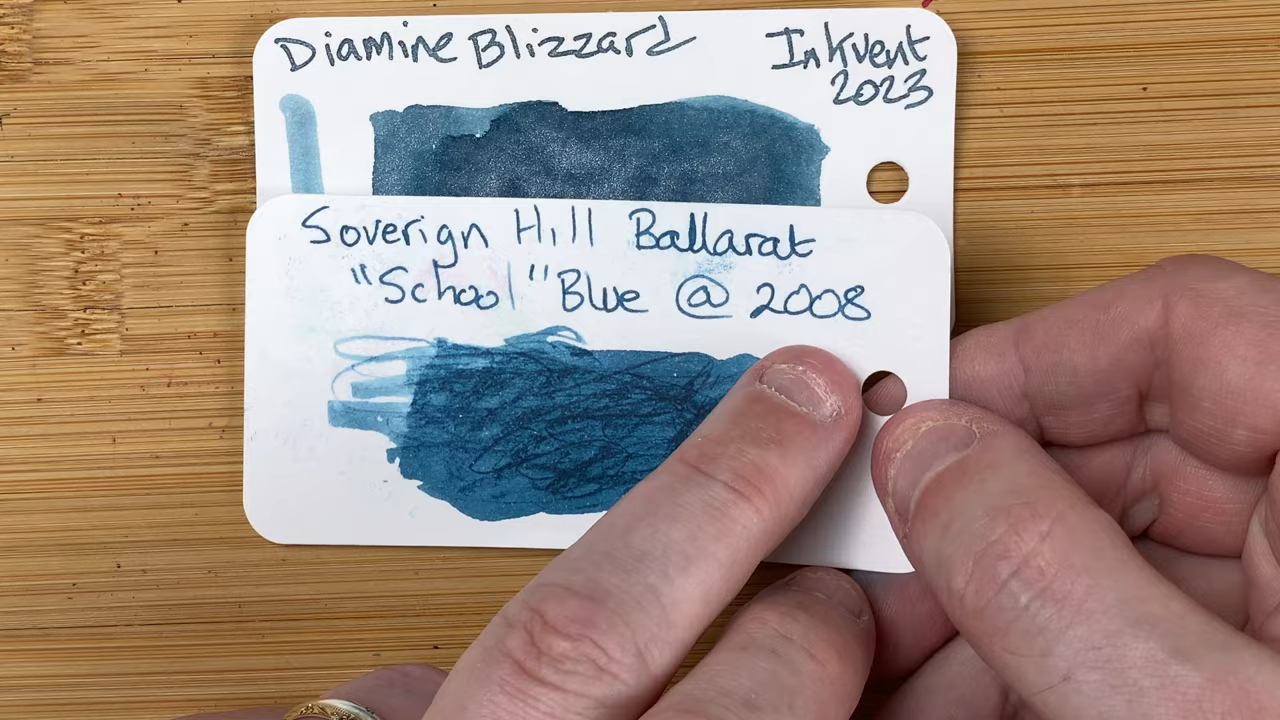 Diamine Blizzard
Inkvent
2023
Soverign Hill Ballarat
"School" Blue @ 2008